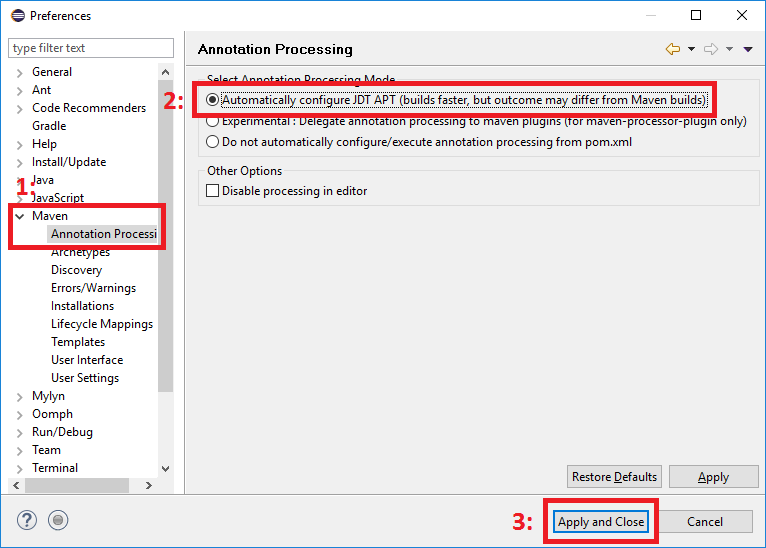 Preferences
type filter text
Annotation Processing
General
Ant
Code Recommenders
Gradle
Help
Install/Update
Java
JavaScript
Maven
Annotation Processi
Archetypes
Discovery
Errors/Warnings
Installations
Lifecycle Mappings
Templates
User Interface
User Settings
Mylyn
Oomph
Run/Debug
Team
Terminal
1:
Select Annotation Processing Mode
2:
Automatically configure JDT APT (builds faster, but outcome may differ from Maven builds)
Experimental : Delegate annotation processing to maven plugins (for maven-processor-plugin only)
Do not automatically configure/execute annotation processing from pom.xml
Other Options
Disable processing in editor
Restore Defaults
Apply
?
3:
Apply and Close
Cancel